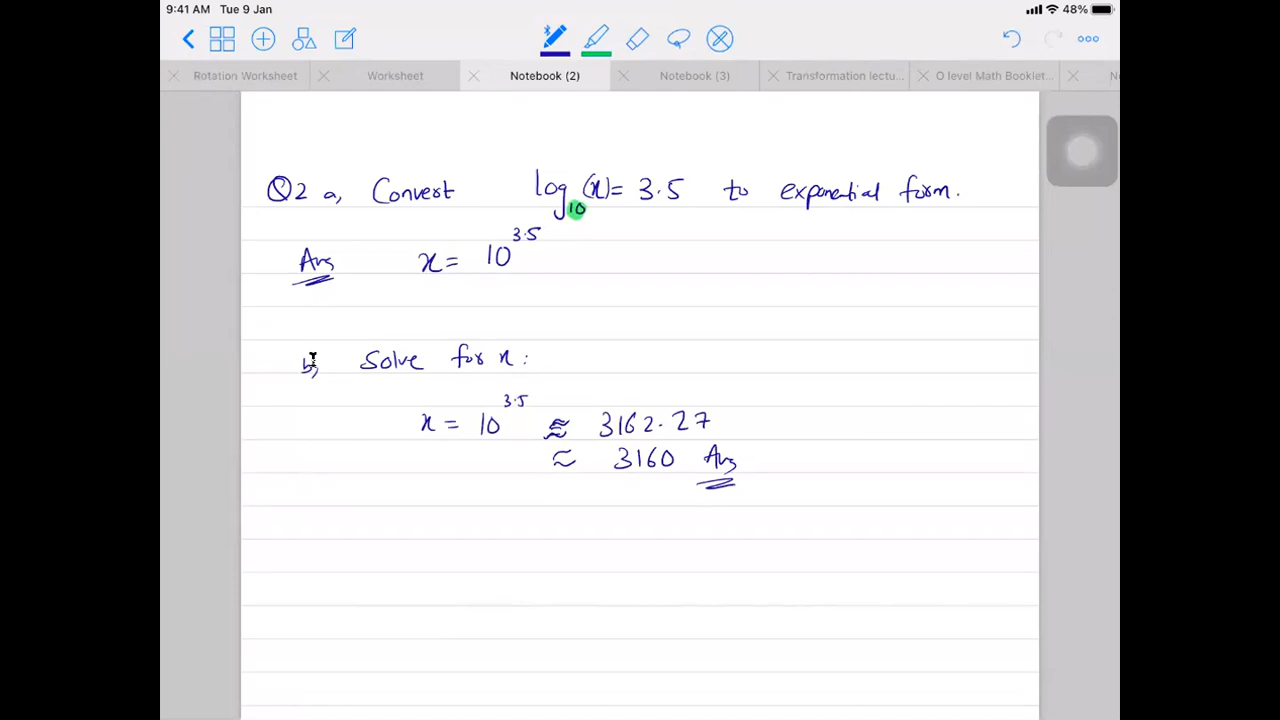 9:41 AM Tue 9 Jan 48%
Rotation Worksheet Worksheet Notebook (2) Notebook (3) Transformation lectu... O level Math Booklet...
Q2 a, Convert log₁₀(x) = 3.5 to exponential form.
Ans x = 10^3.5
b, Solve for x:
x = 10^3.5 ≈ 3162.27
≈ 3160 Ans